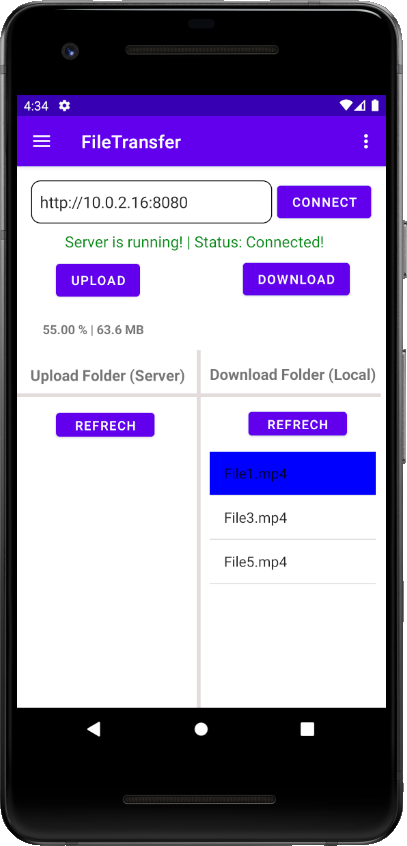 4:34
FileTransfer
http://10.0.2.16:8080
CONNECT
Server is running! | Status: Connected!
UPLOAD
DOWNLOAD
55.00 % | 63.6 MB
Upload Folder (Server)
Download Folder (Local)
REFRECH
REFRECH
File1.mp4
File3.mp4
File5.mp4